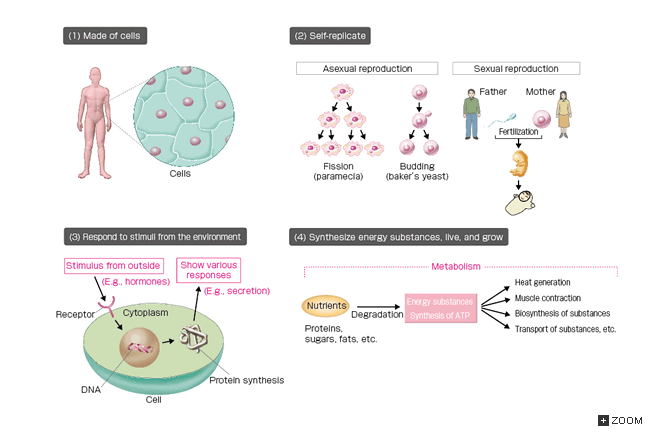 (1) Made of cells
Cells
(2) Self-replicate
Asexual reproduction
Fission
(paramecia)
Budding
(baker's yeast)
Sexual reproduction
Father
Mother
Fertilization
(3) Respond to stimuli from the environment
Stimulus from outside
(E.g., hormones)
Show various
responses
(E.g., secretion)
Receptor
Cytoplasm
DNA
Protein synthesis
Cell
(4) Synthesize energy substances, live, and grow
Metabolism
Nutrients
Proteins,
sugars, fats, etc.
Degradation
Energy substances
Synthesis of ATP
Heat generation
Muscle contraction
Biosynthesis of substances
Transport of substances, etc.
+ ZOOM